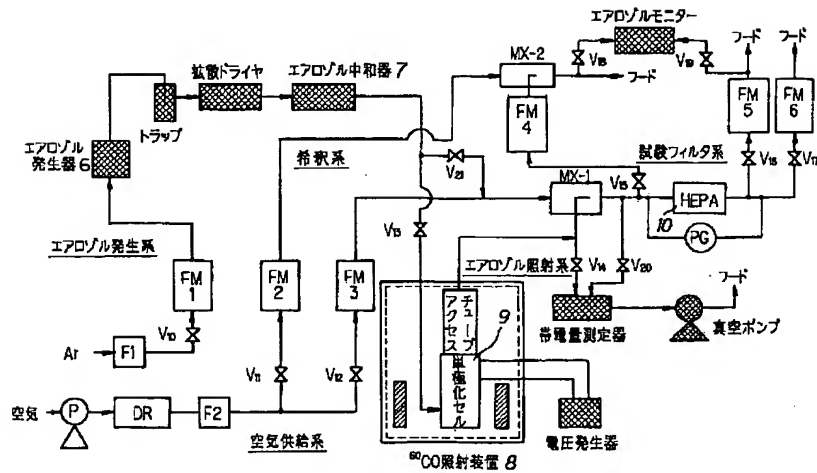 エアロゾルモニター
フード
フード
MX-2
V₁₈
V₁₉
フード
拡散ドライヤ
エアロゾル中和器 7
トラップ
エアロゾル
発生器 6
FM
4
FM
5
FM
6
希釈系
試験フィルタ系
V₂₁
MX-1
V₁₅
V₁₆
V₁₇
HEPA
10
PG
V₁₃
エアロゾル発生系
エアロゾル照射系
V₁₄
V₂₀
フード
FM
1
FM
2
FM
3
V₁₀
Ar
F1
V₁₁
V₁₂
チューブ
アクセス
9
単極化セル
帯電量測定器
真空ポンプ
空気
P
DR
F2
空気供給系
電圧発生器
⁶⁰CO照射装置 8